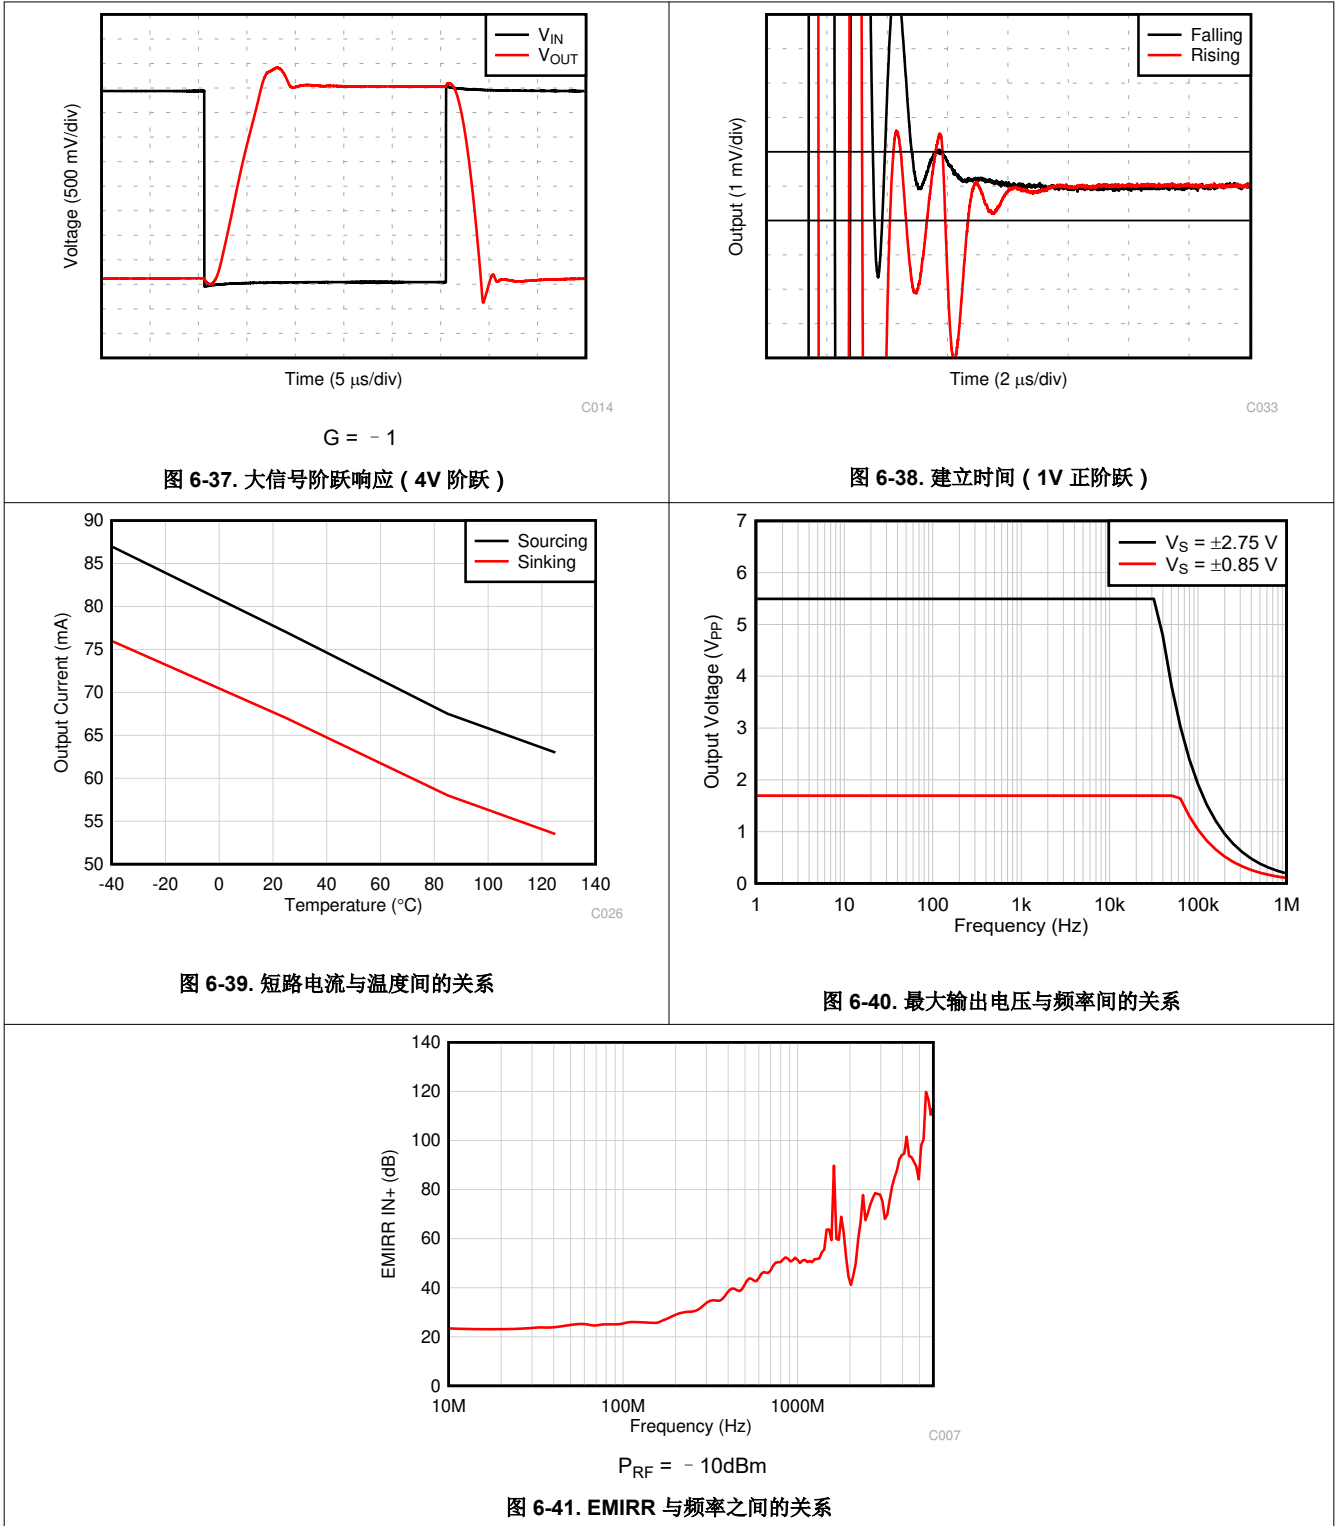 V_IN
V_OUT
Voltage (500 mV/div)
Time (5 μs/div)
C014
G = －1
图 6-37. 大信号阶跃响应（4V 阶跃）
Falling
Rising
Output (1 mV/div)
Time (2 μs/div)
C033
图 6-38. 建立时间（1V 正阶跃）
90
85
80
75
70
65
60
55
50
Output Current (mA)
Sourcing
Sinking
-40 -20 0 20 40 60 80 100 120 140
Temperature (°C)
C026
图 6-39. 短路电流与温度间的关系
7
6
5
4
3
2
1
0
Output Voltage (V_PP)
V_S = ±2.75 V
V_S = ±0.85 V
1 10 100 1k 10k 100k 1M
Frequency (Hz)
图 6-40. 最大输出电压与频率间的关系
140
120
100
80
60
40
20
0
EMIRR IN+ (dB)
10M 100M 1000M
Frequency (Hz)
C007
P_RF = －10dBm
图 6-41. EMIRR 与频率之间的关系